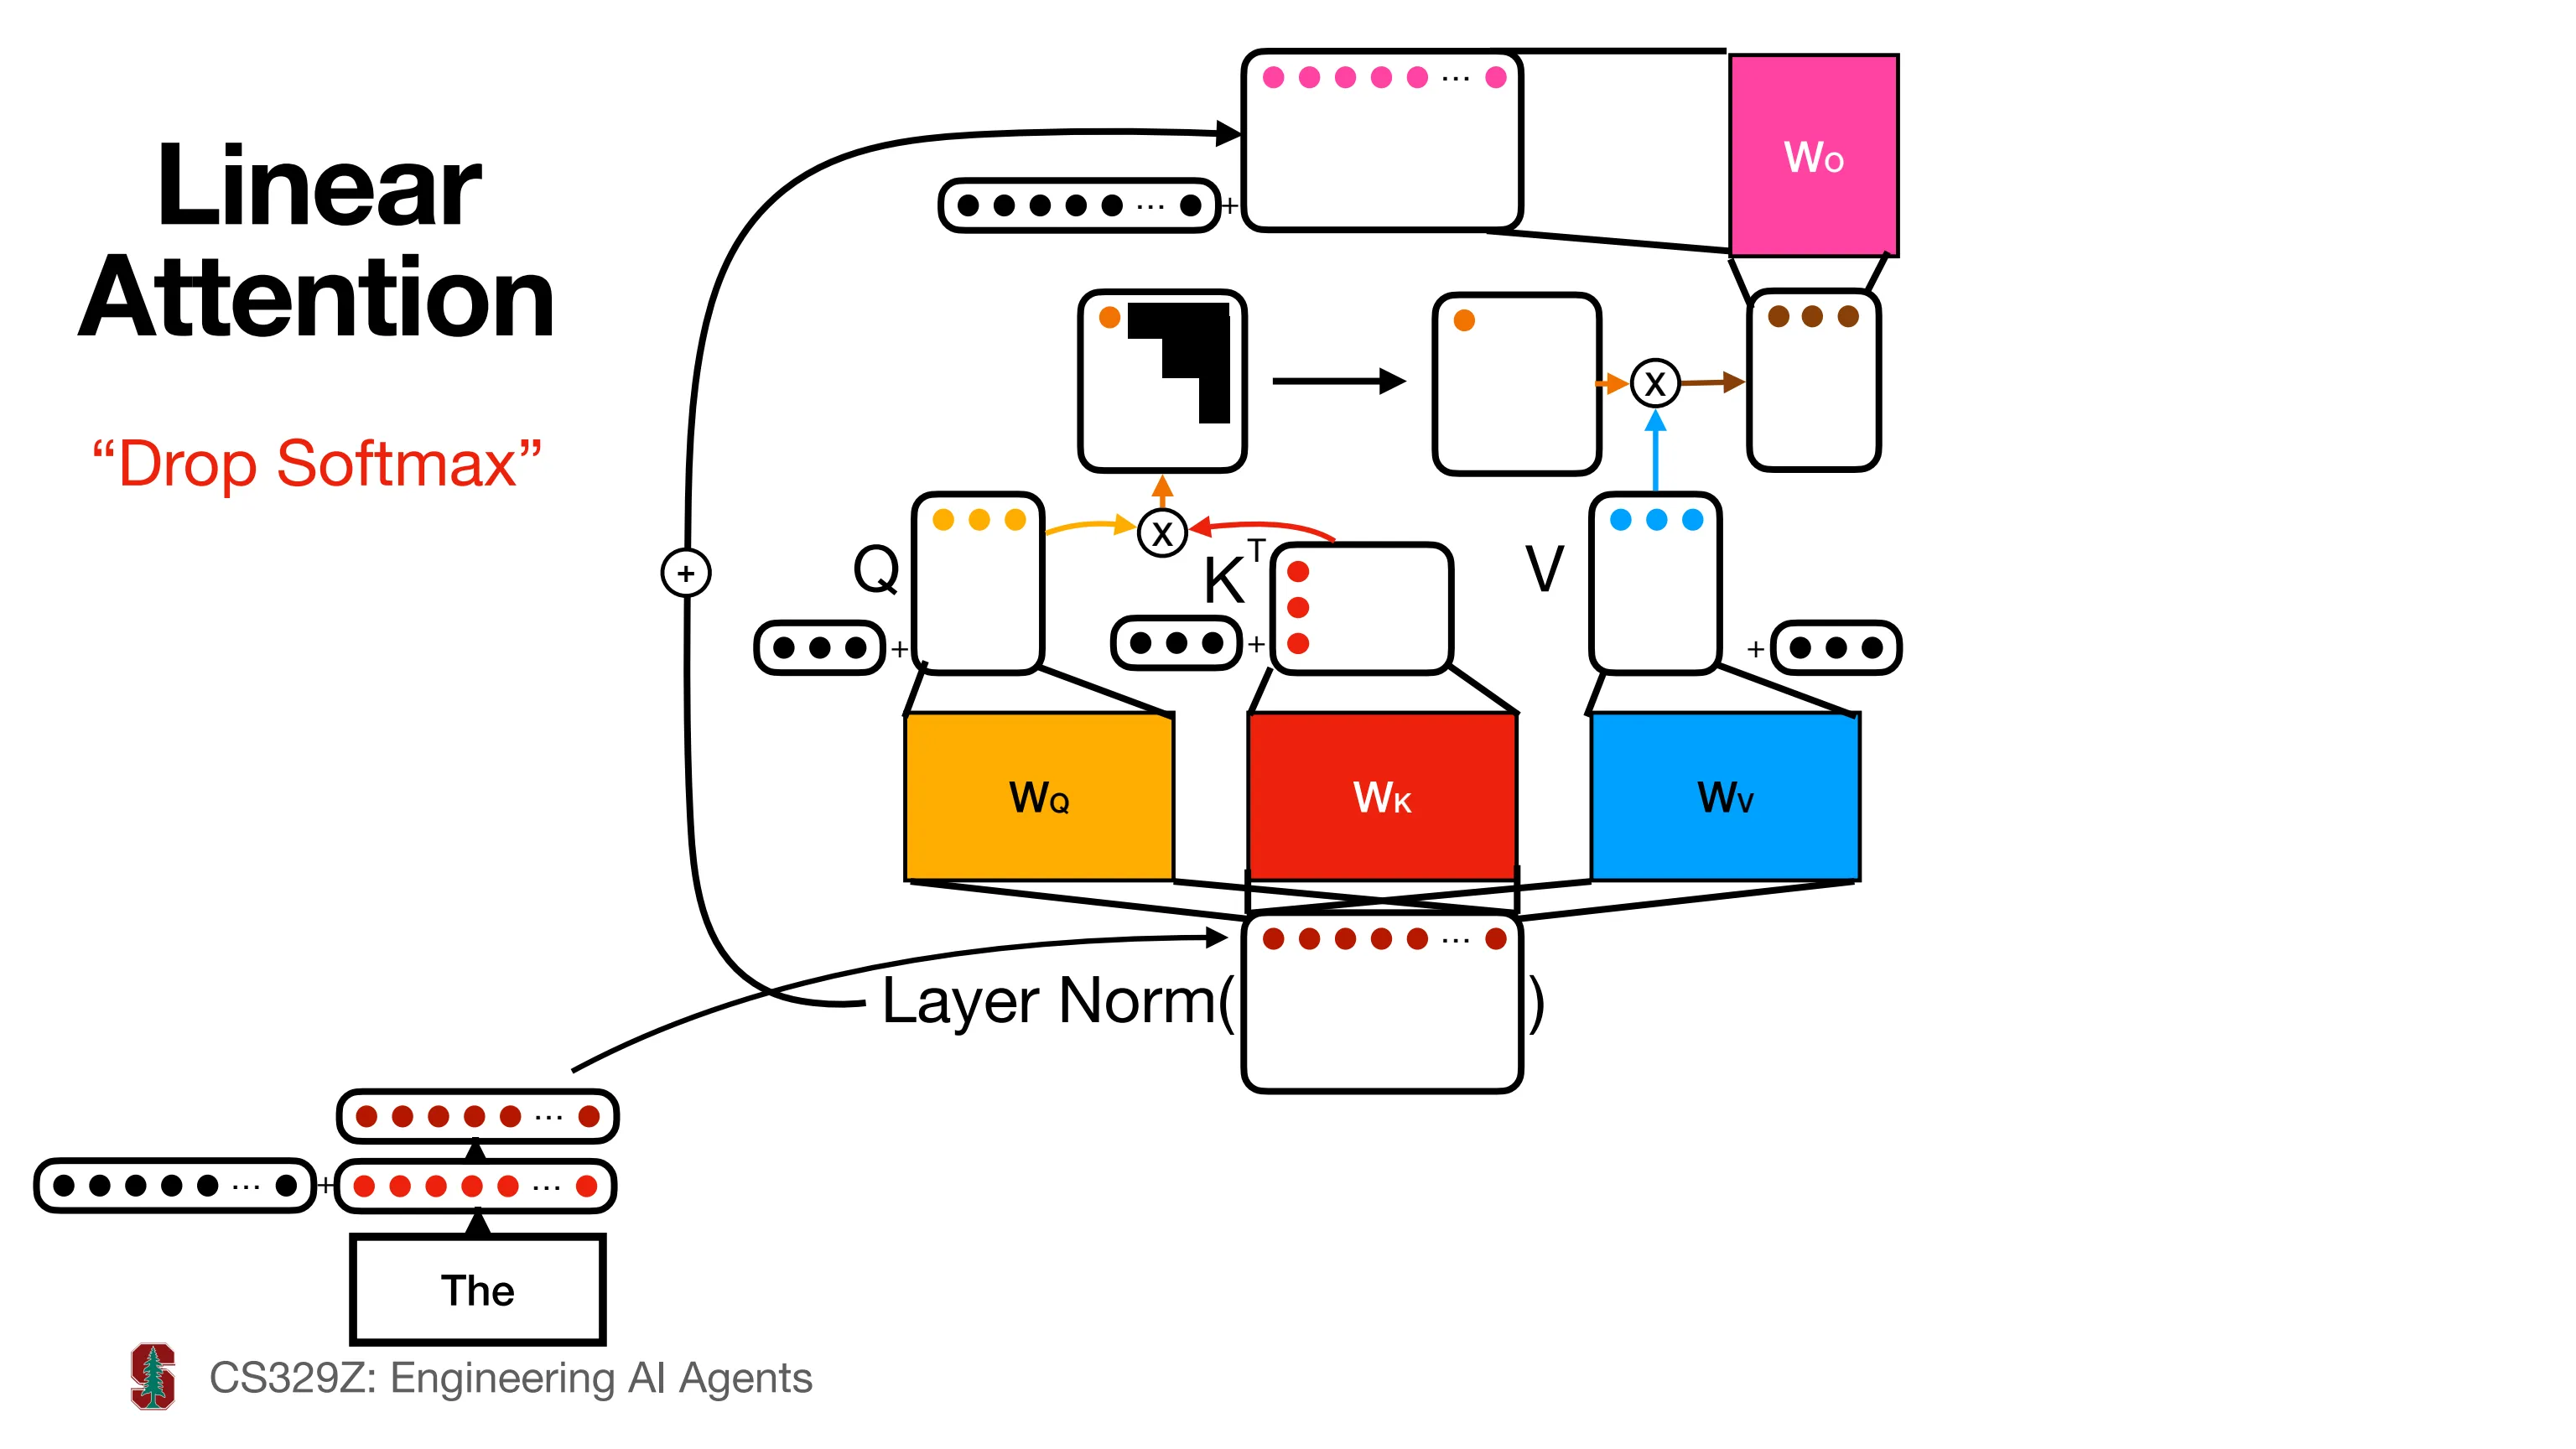 Linear
Attention
“Drop Softmax”
...
Wo
... +
X
Q
X
K^T
V
+
+
+
+
WQ
WK
WV
...
Layer Norm( )
...
... + ...
The
CS329Z: Engineering AI Agents